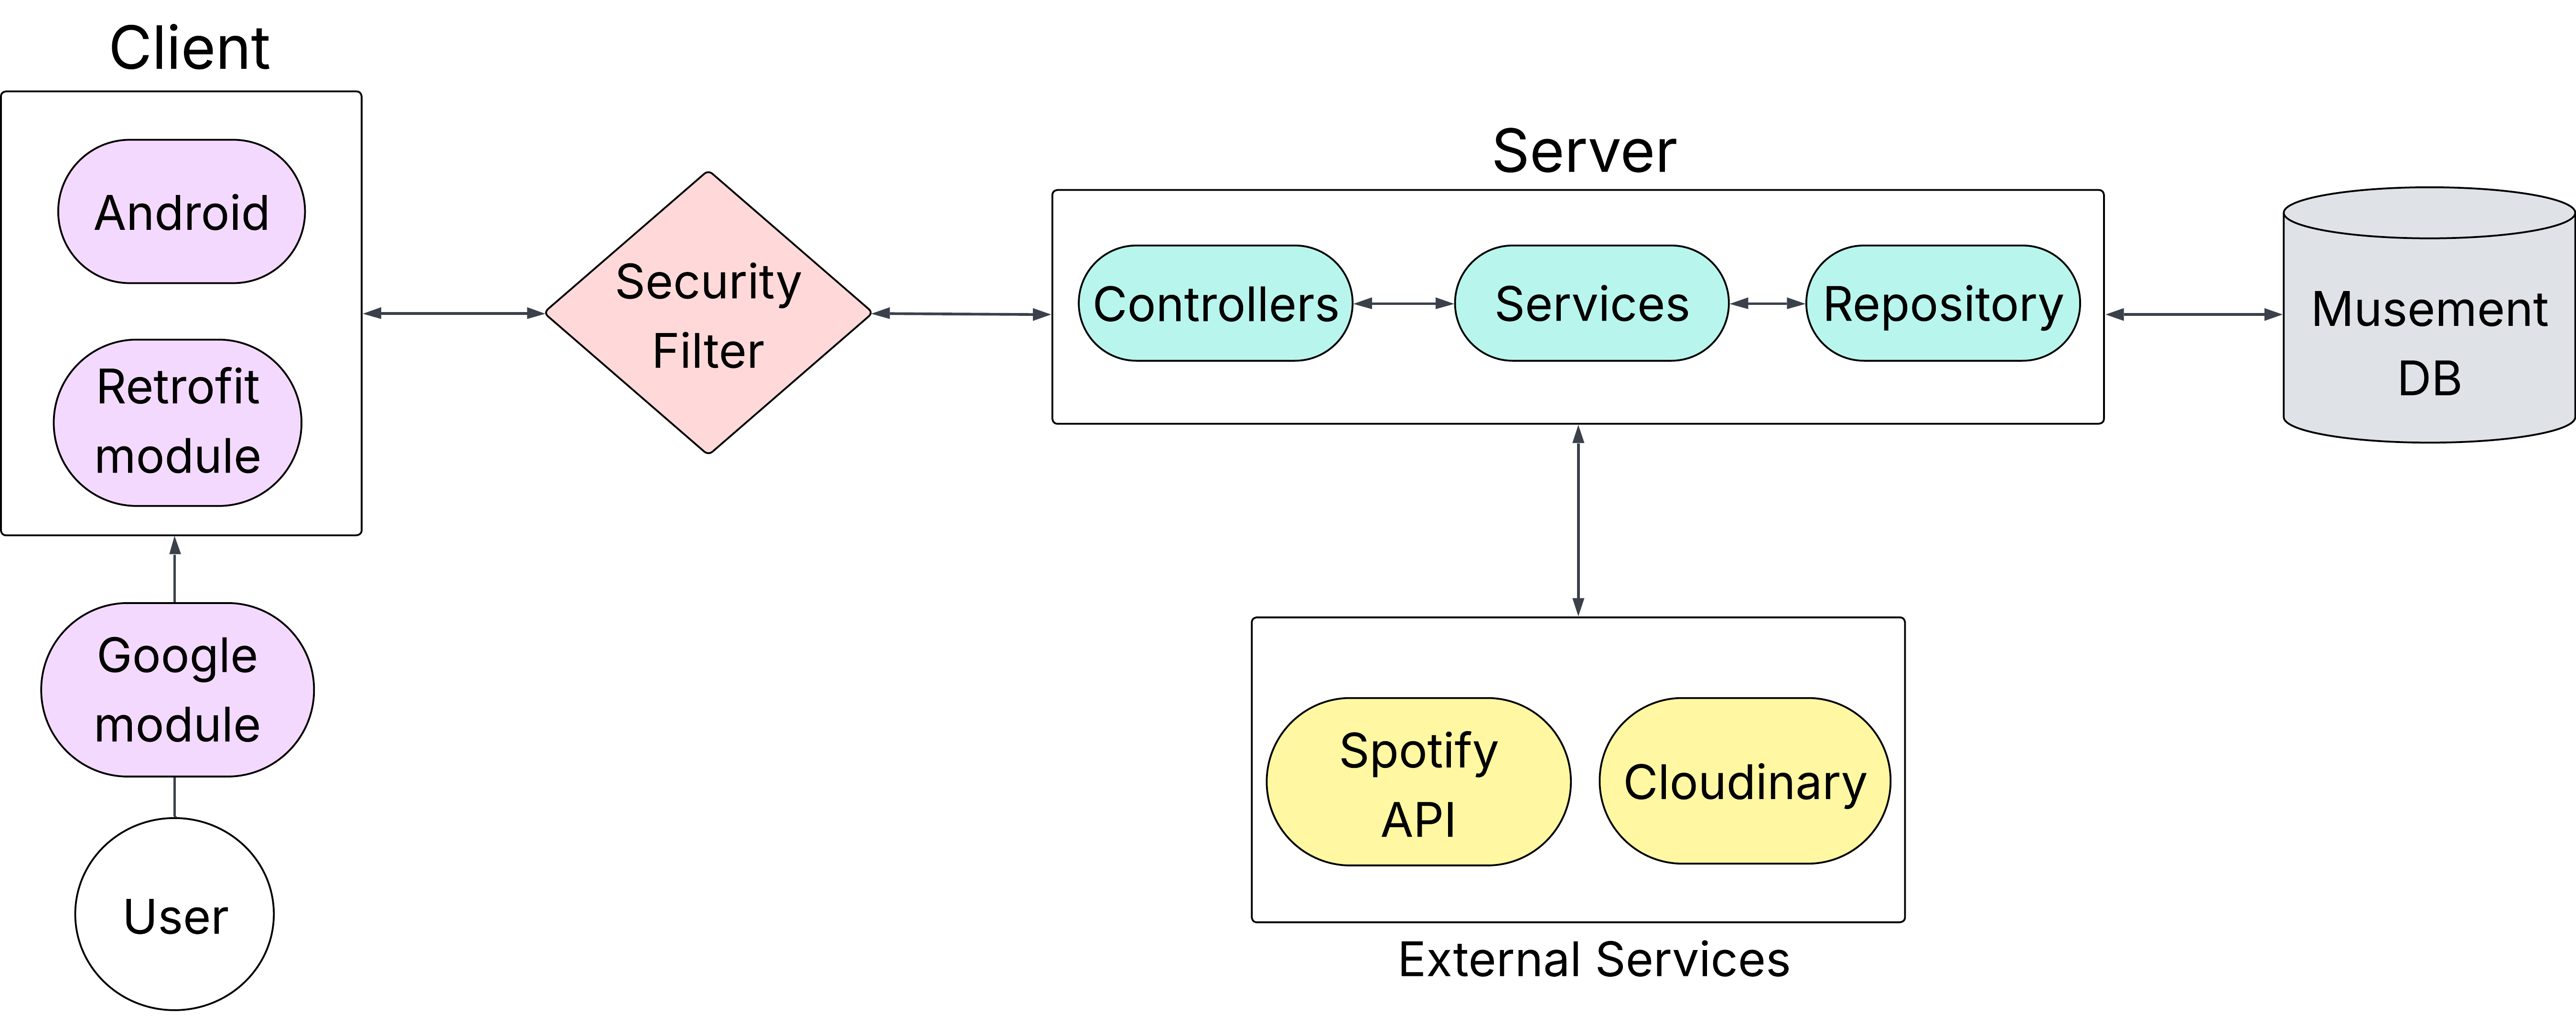 Client
Android
Retrofit
module
Google
module
User
Security
Filter
Server
Controllers
Services
Repository
Musement
DB
Spotify
API
Cloudinary
External Services